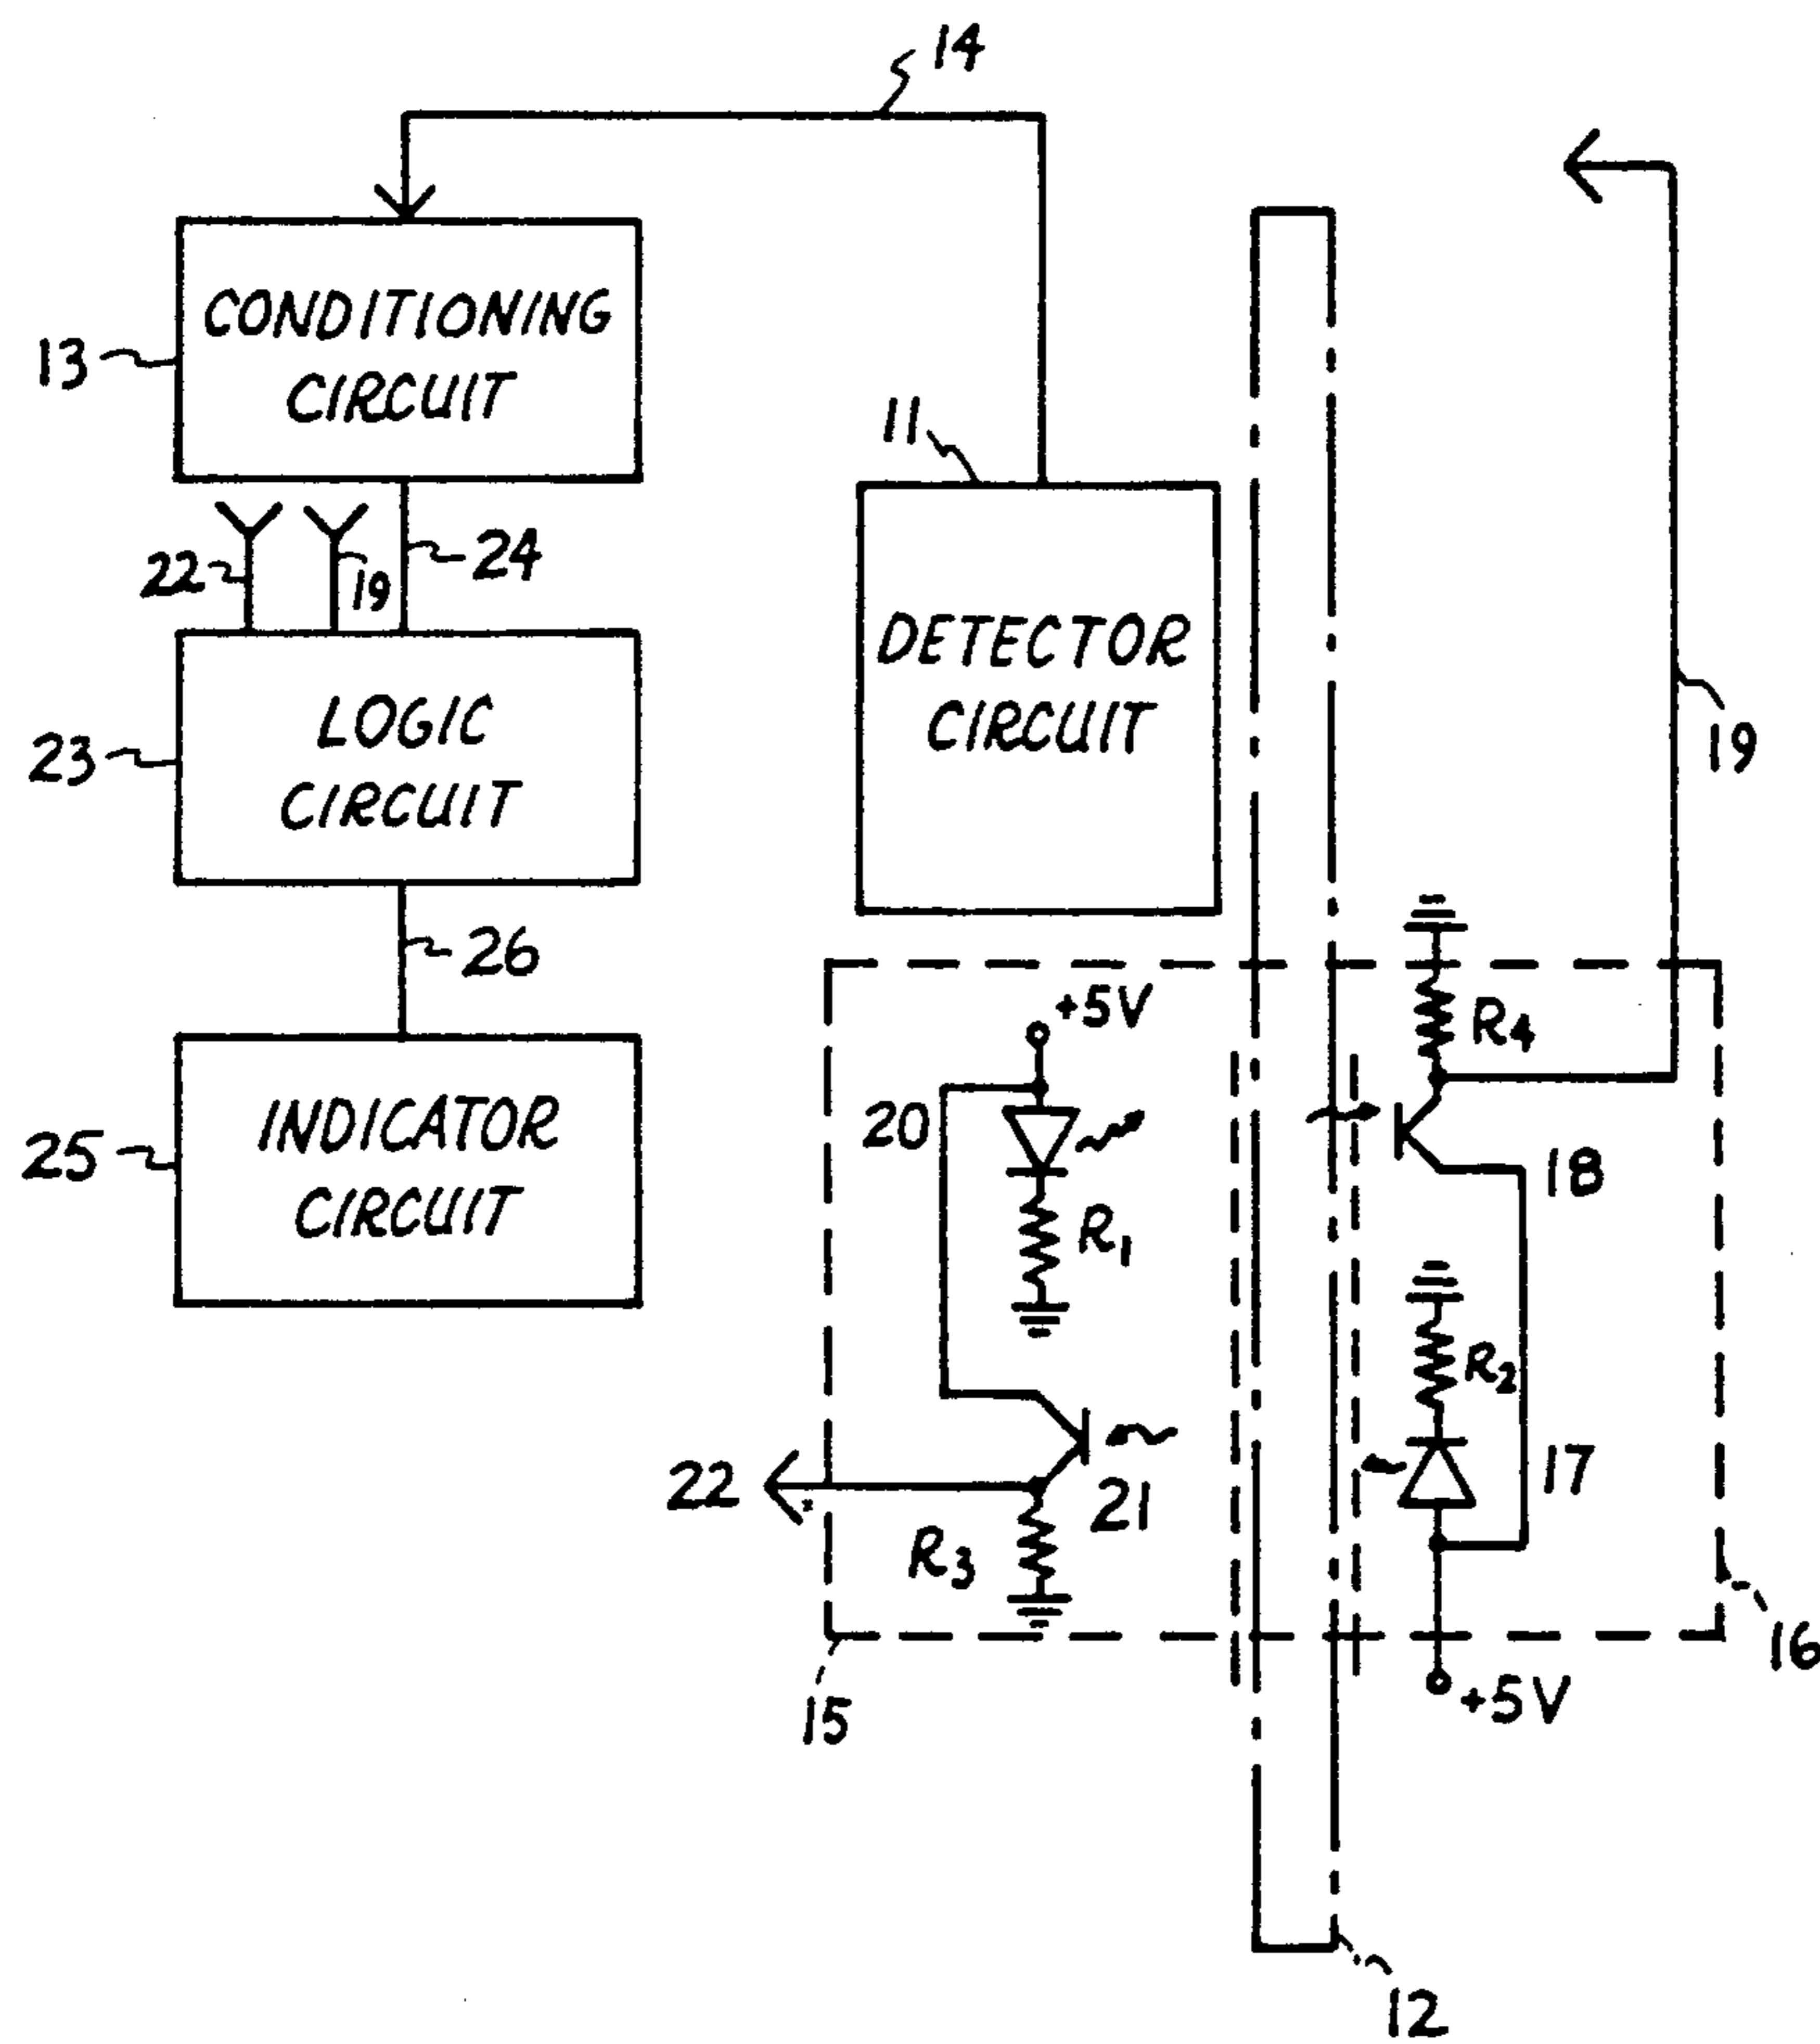 14
CONDITIONING
CIRCUIT
13
11
22
19
24
DETECTOR
CIRCUIT
LOGIC
CIRCUIT
23
19
26
+5V
R4
20
INDICATOR
CIRCUIT
25
18
R1
R2
17
22
21
R3
16
15
+5V
12